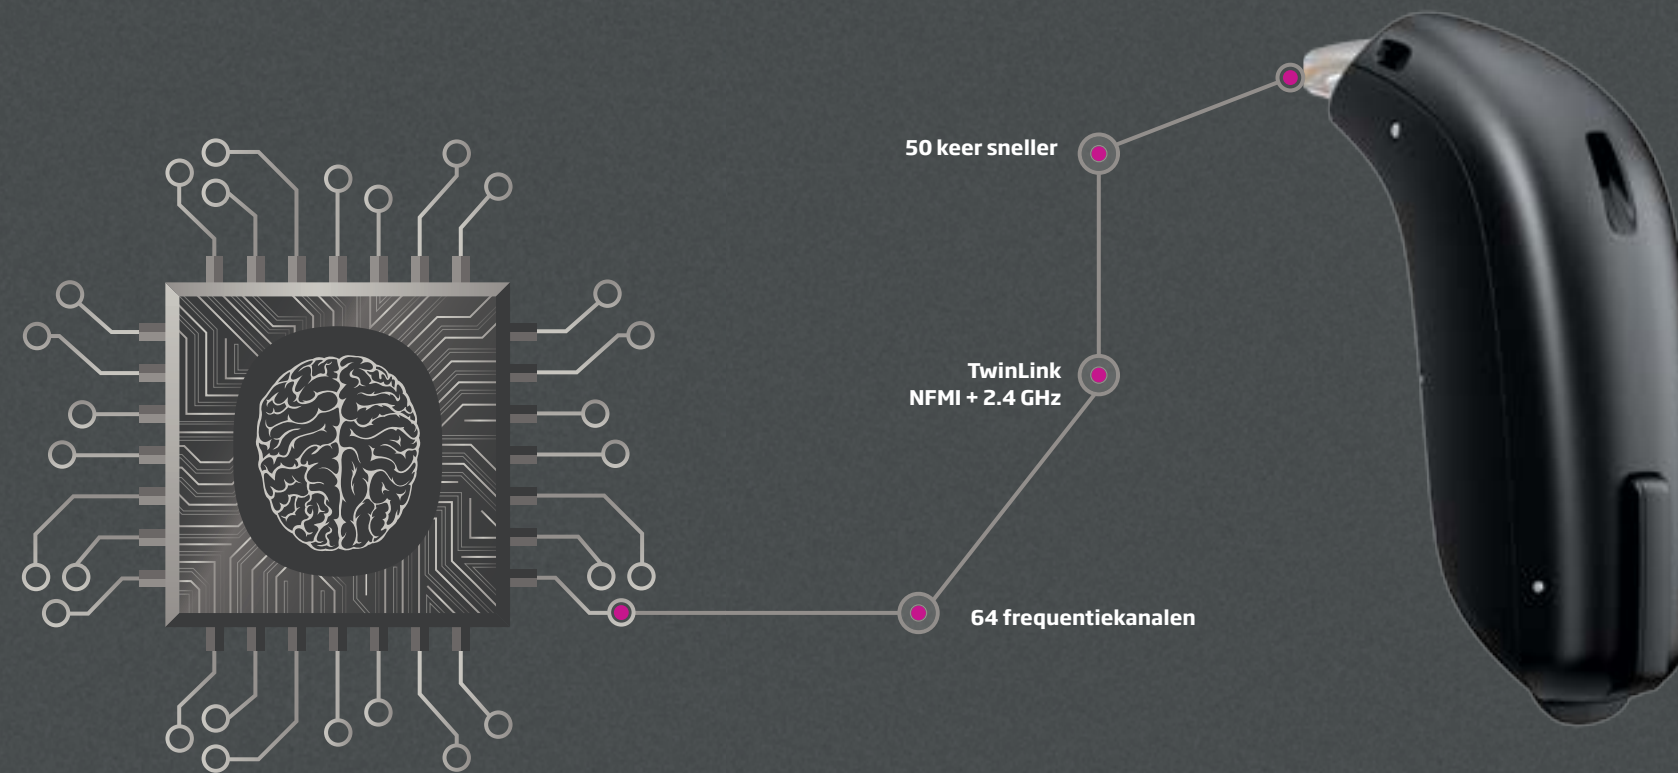 50 keer sneller
TwinLink
NFMI + 2.4 GHz
64 frequentiekanalen